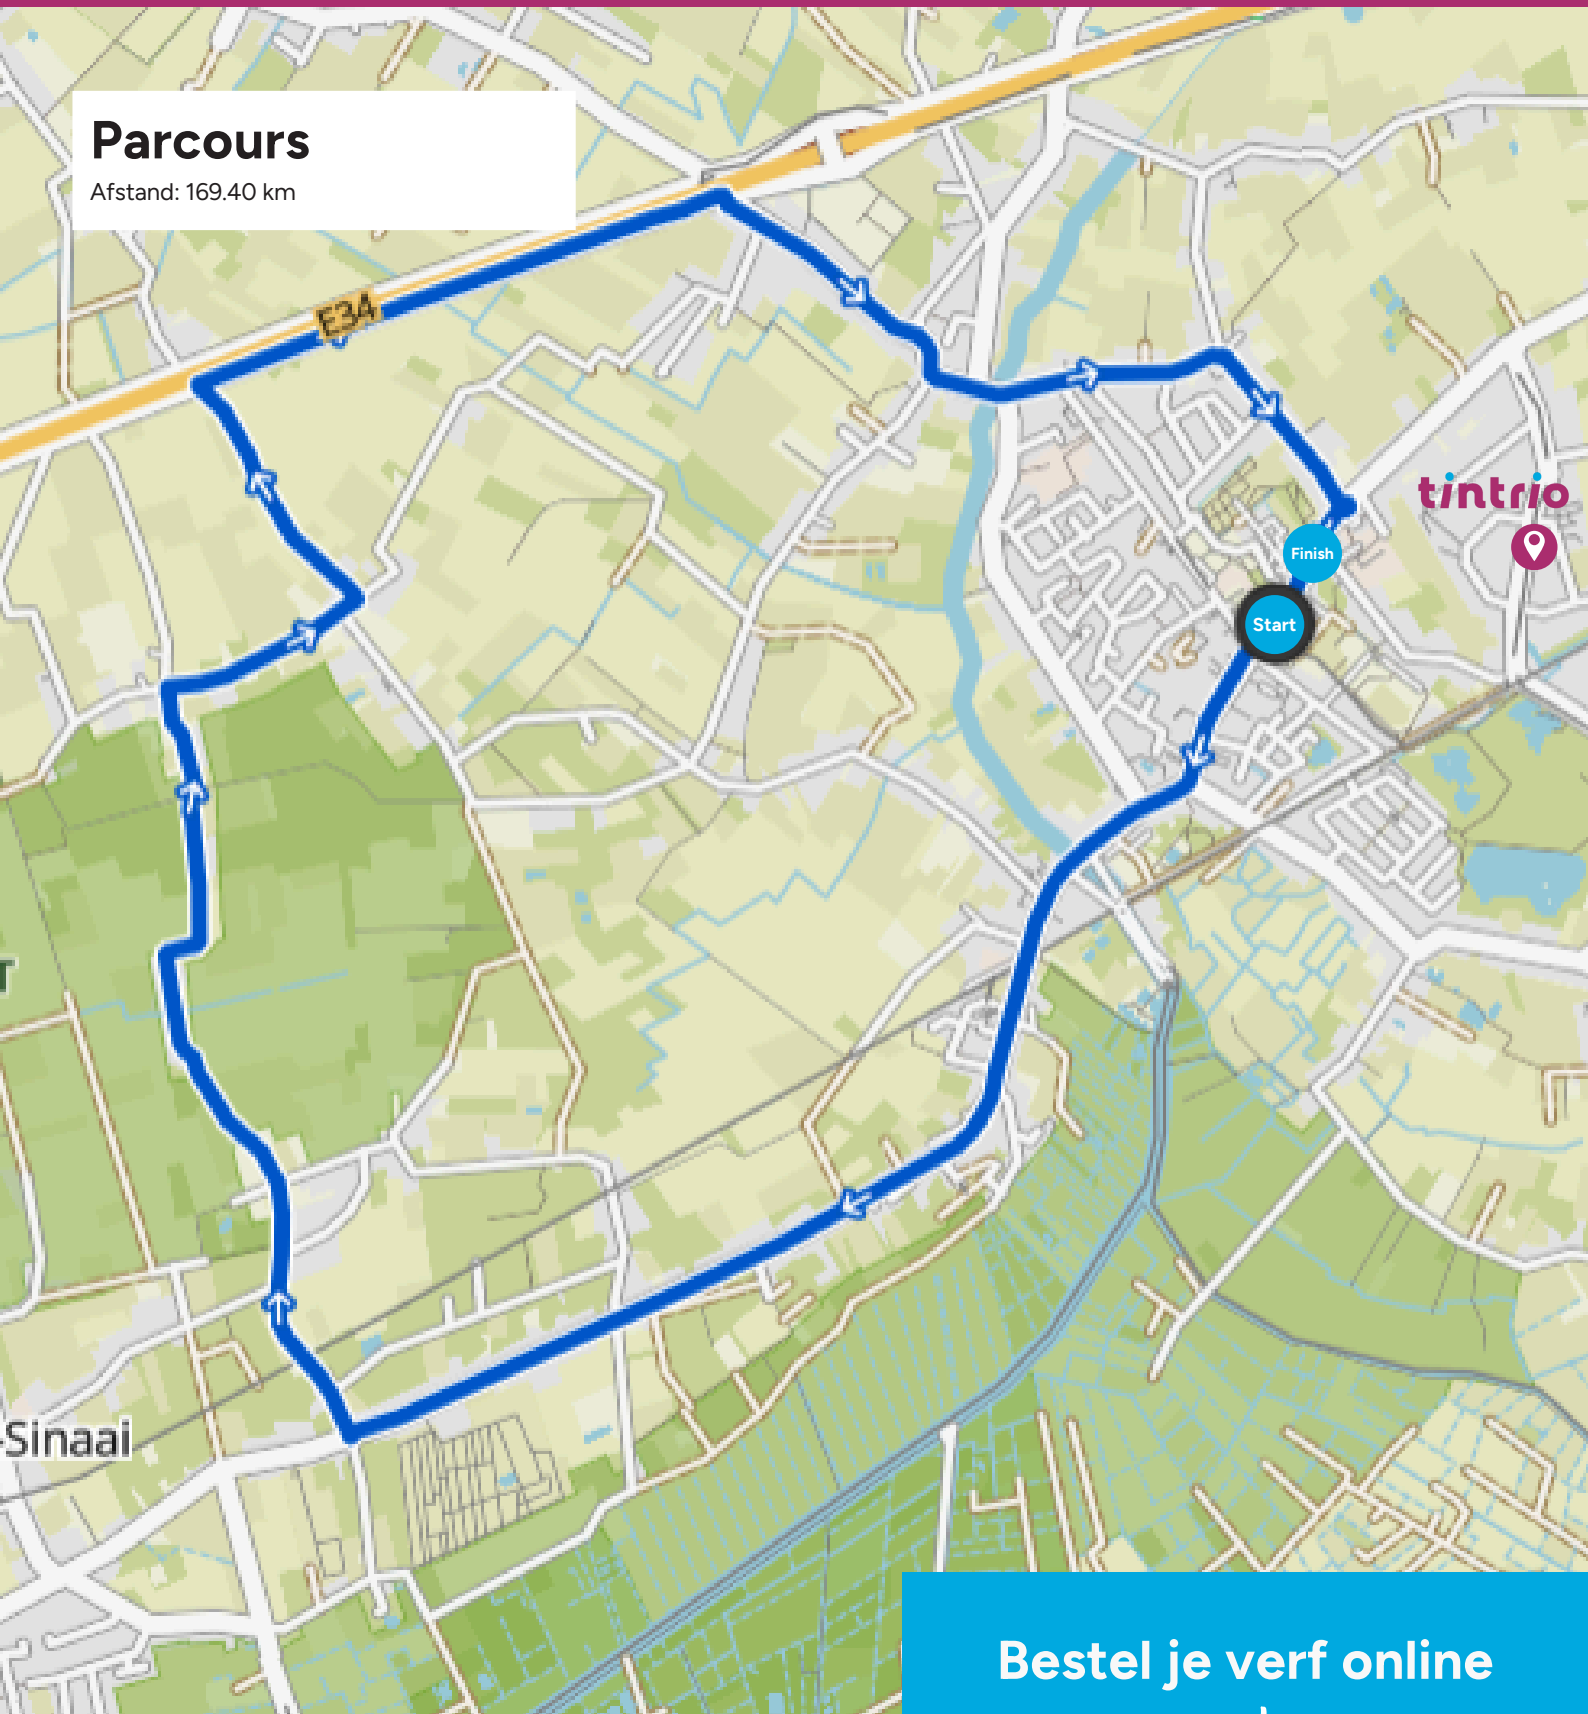 Parcours
Afstand: 169.40 km
E34
tintrio
Finish
Start
-Sinaai
Bestel je verf online